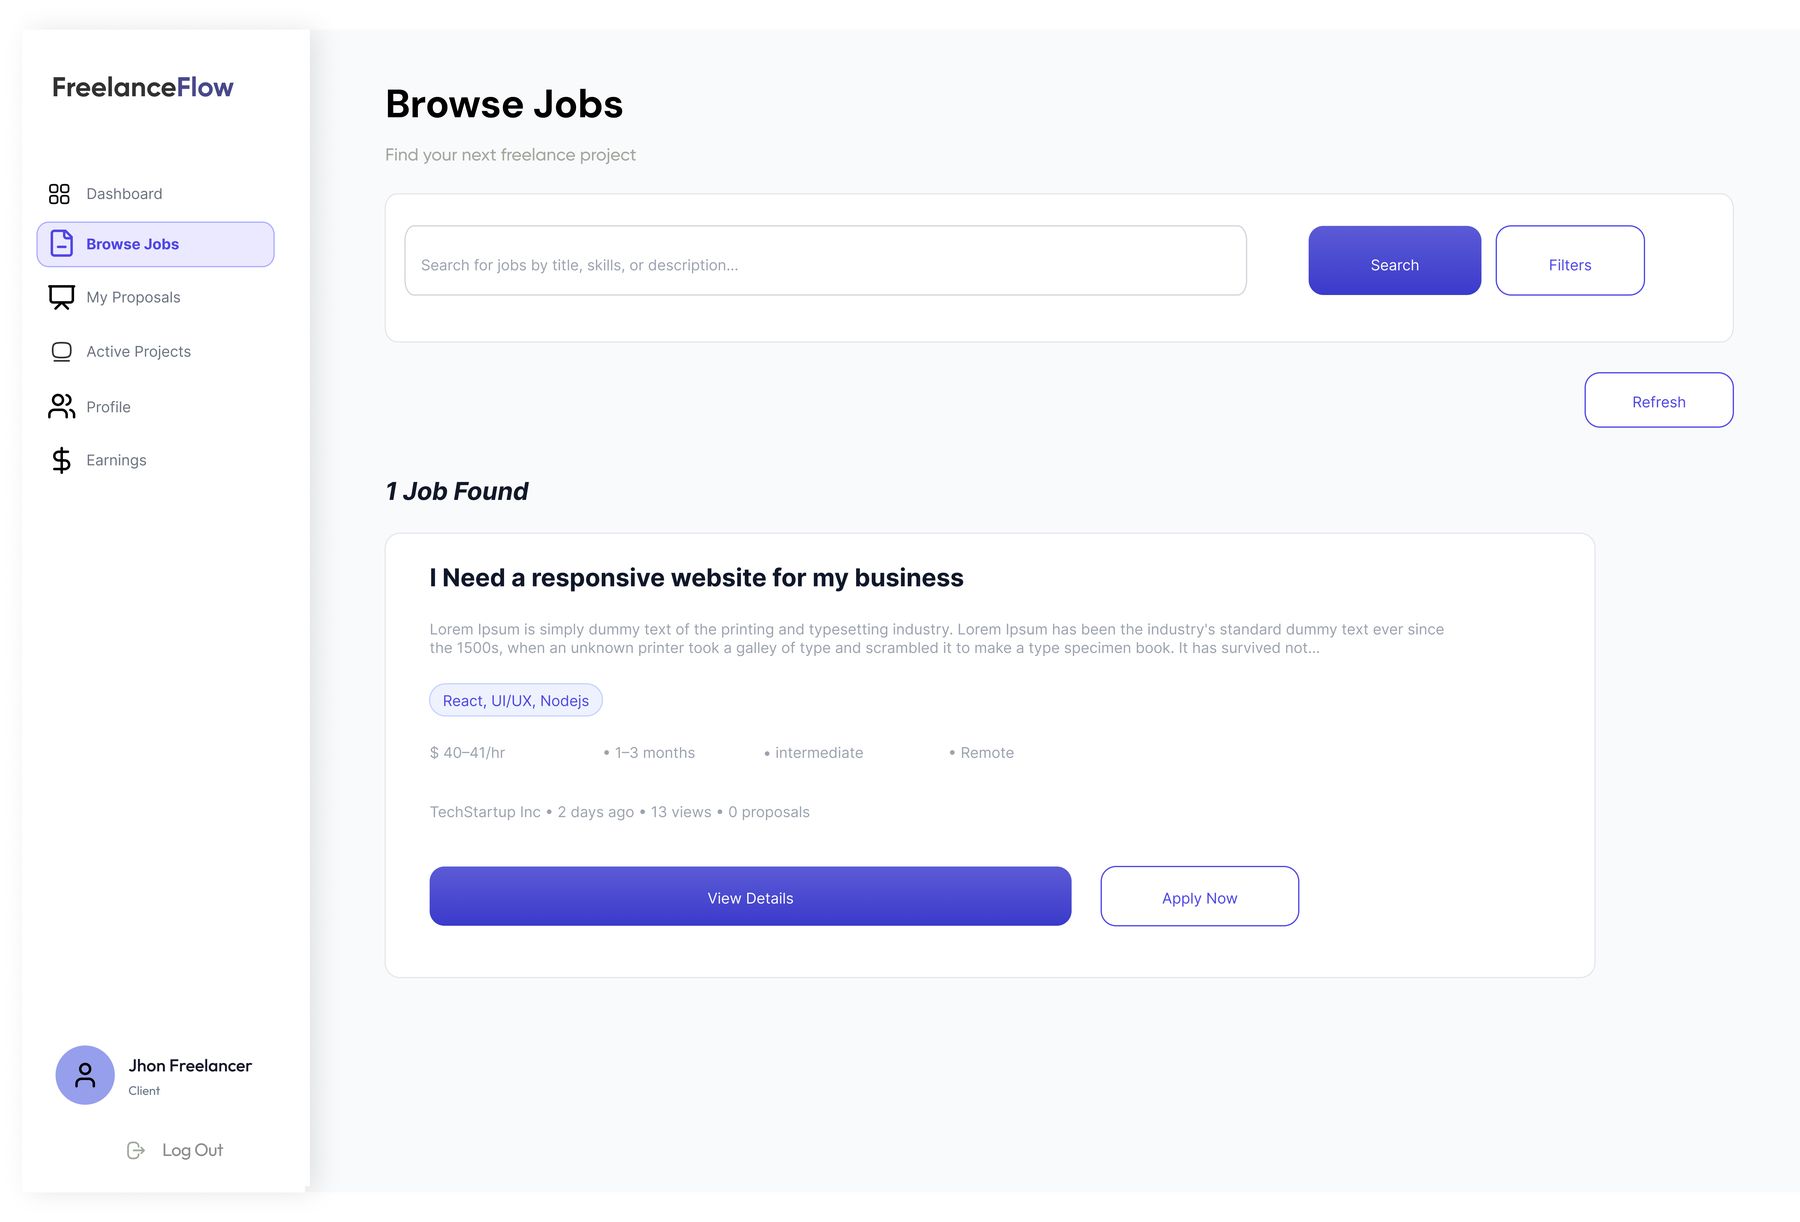 FreelanceFlow
Dashboard
Browse Jobs
My Proposals
Active Projects
Profile
Earnings
Jhon Freelancer
Client
Log Out
Browse Jobs
Find your next freelance project
Search for jobs by title, skills, or description...
Search
Filters
Refresh
1 Job Found
I Need a responsive website for my business
Lorem Ipsum is simply dummy text of the printing and typesetting industry. Lorem Ipsum has been the industry's standard dummy text ever since
the 1500s, when an unknown printer took a galley of type and scrambled it to make a type specimen book. It has survived not...
React, UI/UX, Nodejs
$ 40–41/hr • 1–3 months • intermediate • Remote
TechStartup Inc • 2 days ago • 13 views • 0 proposals
View Details
Apply Now